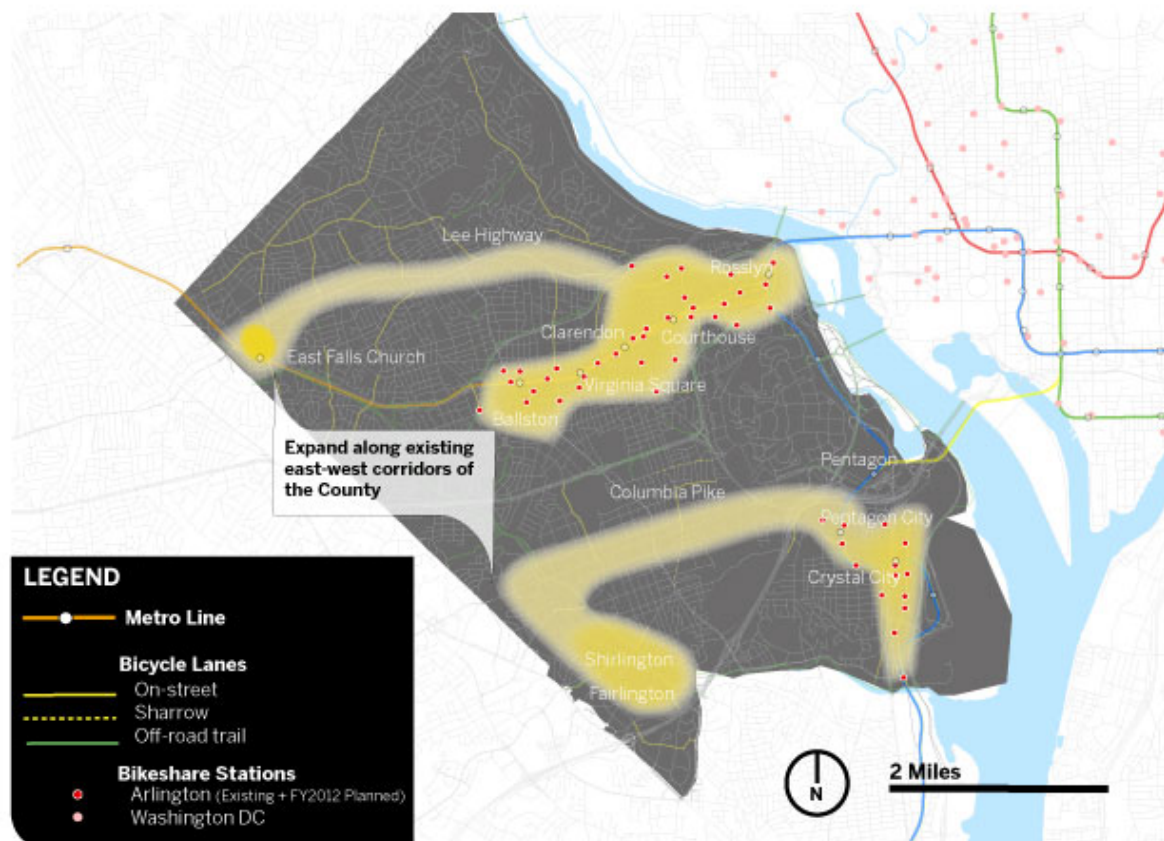 Lee Highway
Rosslyn
Clarendon
Courthouse
East Falls Church
Virginia Square
Ballston
Expand along existing
east-west corridors of
the County
Pentagon
Columbia Pike
Pentagon City
Crystal City
Shirlington
Fairlington
LEGEND
Metro Line
Bicycle Lanes
On-street
Sharrow
Off-road trail
Bikeshare Stations
Arlington (Existing + FY2012 Planned)
Washington DC
N
2 Miles